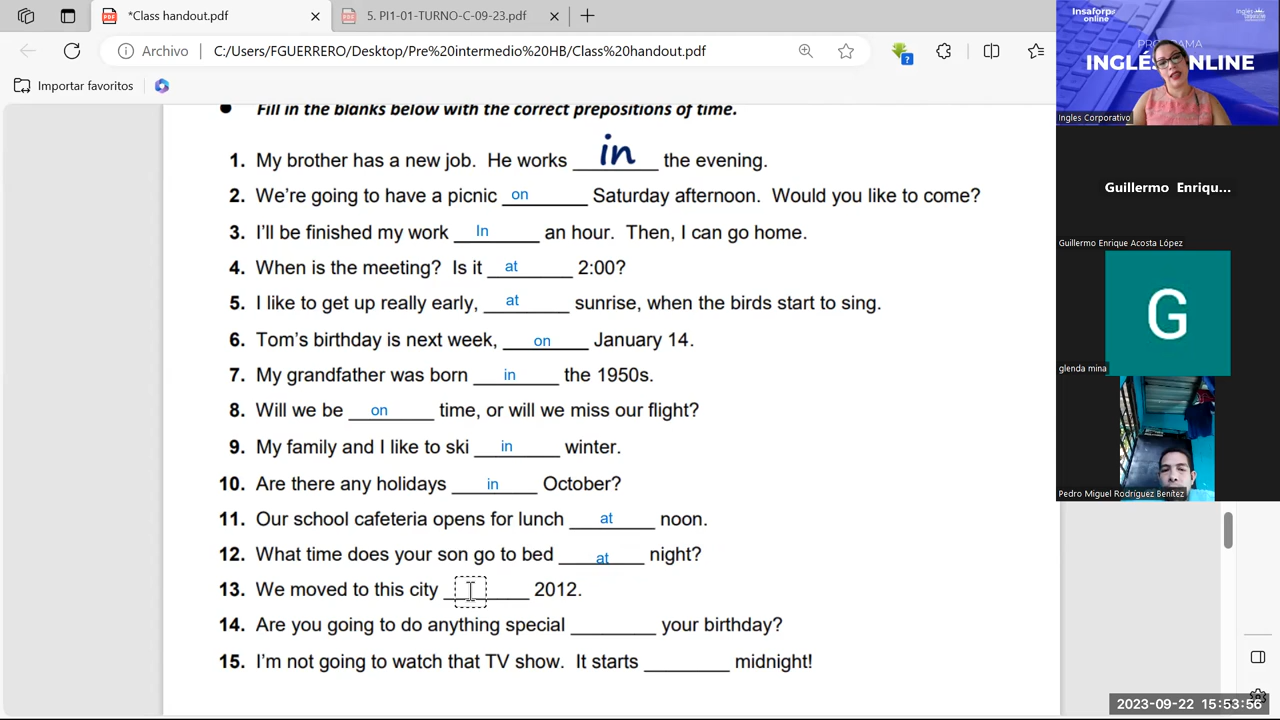 *Class handout.pdf
5.101-01-TURNO-C-09-23.pdf
Archivo
C:/Users/FGUERRERO/Desktop/Pre%20intermedio%20HB/Class%20handout.pdf
Importar favoritos
Fill in the blanks below with the correct prepositions of time.
1. My brother has a new job. He works in the evening.
2. We're going to have a picnic on Saturday afternoon. Would you like to come?
3. I'll be finished my work In an hour. Then, I can go home.
4. When is the meeting? Is it at 2:00?
5. I like to get up really early, at sunrise, when the birds start to sing.
6. Tom's birthday is next week, on January 14.
7. My grandfather was born in the 1950s.
8. Will we be on time, or will we miss our flight?
9. My family and I like to ski in winter.
10. Are there any holidays in October?
11. Our school cafeteria opens for lunch at noon.
12. What time does your son go to bed at night?
13. We moved to this city ________ 2012.
14. Are you going to do anything special ________ your birthday?
15. I'm not going to watch that TV show. It starts ________ midnight!
Insaforp
online
PROGRAMA
INGLÉS ONLINE
Ingles Corporativo
Guillermo Enriqu...
Guillermo Enrique Acosta López
G
glenda mina
Pedro Miguel Rodríguez Benítez
2023-09-22 15:53:56